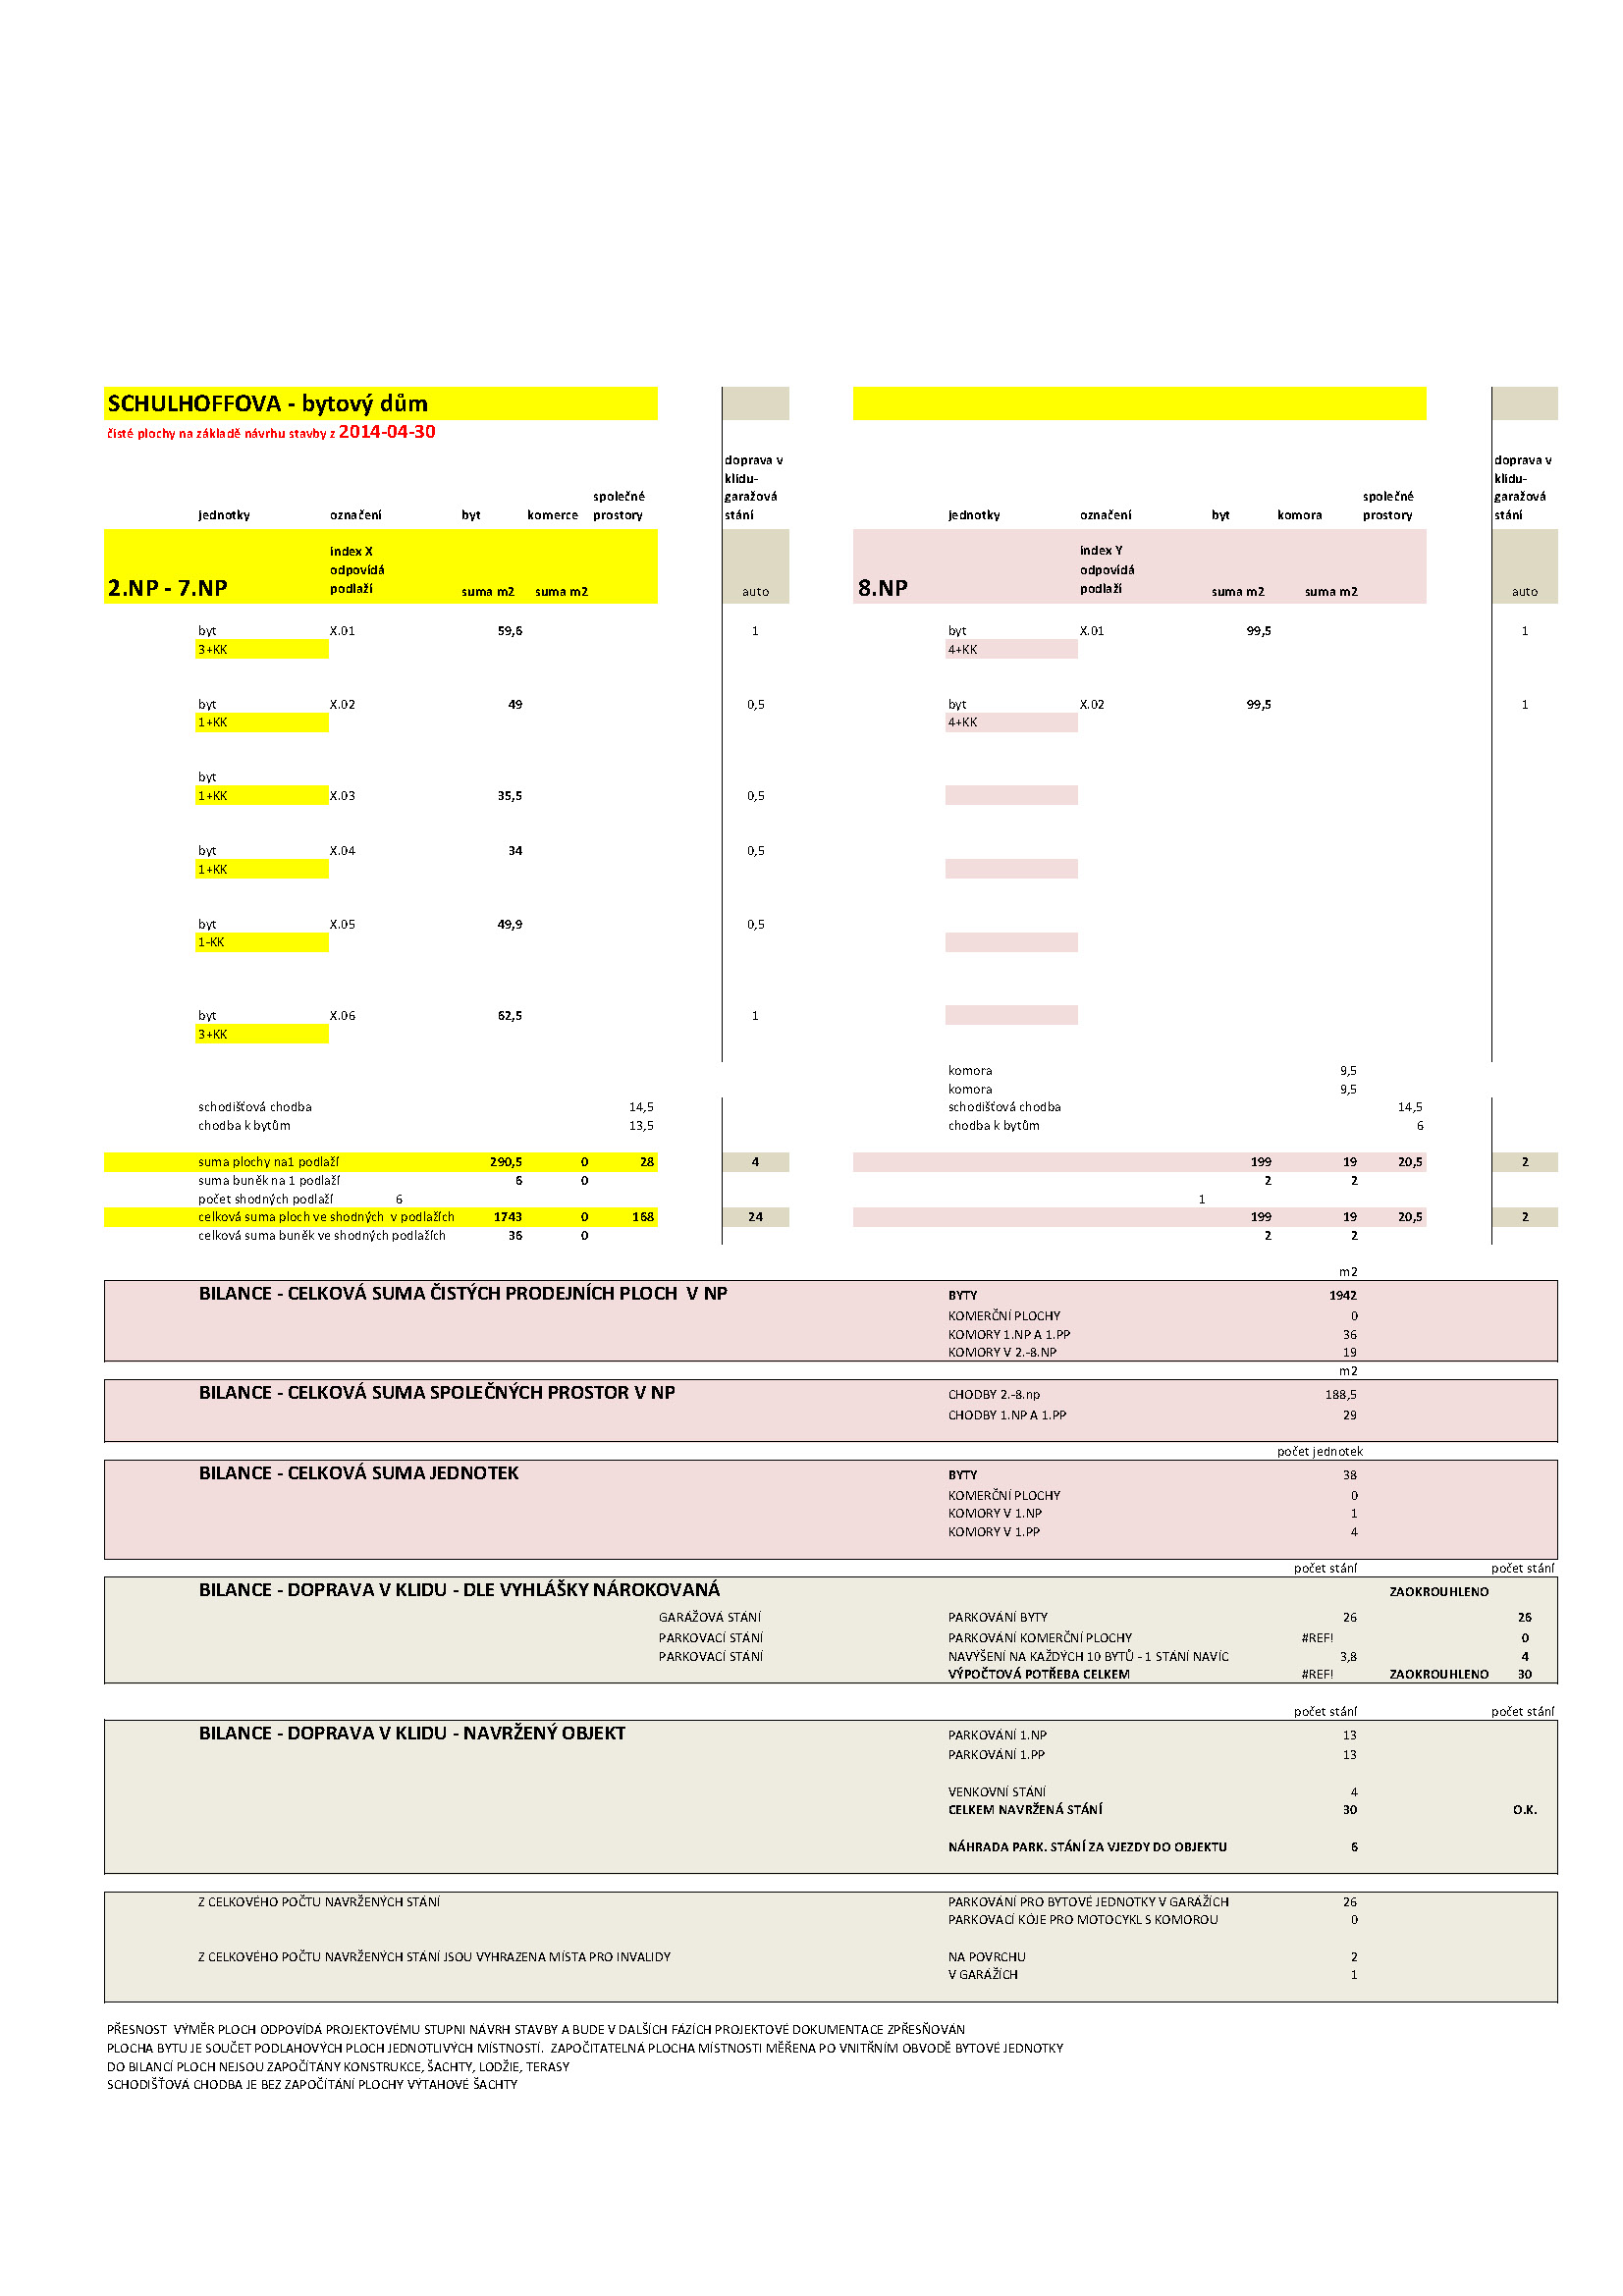 SCHULHOFFOVA - bytový dům
čisté plochy na základě návrhu stavby z 2014-04-30
jednotky označení byt komerce společné prostory doprava v klidu- garažová stání jednotky označení byt komora společné prostory doprava v klidu- garažová stání
2.NP - 7.NP index X odpovídá podlaží suma m2 suma m2 auto 8.NP index Y odpovídá podlaží suma m2 suma m2 auto
byt X.01 59,6 1 byt X.01 99,5 1
3+KK 4+KK
byt X.02 49 0,5 byt X.02 99,5 1
1+KK 4+KK
byt
1+KK X.03 35,5 0,5
byt X.04 34 0,5
1+KK
byt X.05 49,9 0,5
1-KK
byt X.06 62,5 1
3+KK
komora 9,5
komora 9,5
schodišťová chodba 14,5 schodišťová chodba 14,5
chodba k bytům 13,5 chodba k bytům 6
suma plochy na1 podlaží 290,5 0 28 4 199 19 20,5 2
suma buněk na 1 podlaží 6 0 2 2
počet shodných podlaží 6 1
celková suma ploch ve shodných v podlažích 1743 0 168 24 199 19 20,5 2
celková suma buněk ve shodných podlažích 36 0 2 2
m2
BILANCE - CELKOVÁ SUMA ČISTÝCH PRODEJNÍCH PLOCH V NP BYTY 1942
KOMERČNÍ PLOCHY 0
KOMORY 1.NP A 1.PP 36
KOMORY V 2.-8.NP 19
m2
BILANCE - CELKOVÁ SUMA SPOLEČNÝCH PROSTOR V NP CHODBY 2.-8.np 188,5
CHODBY 1.NP A 1.PP 29
počet jednotek
BILANCE - CELKOVÁ SUMA JEDNOTEK BYTY 38
KOMERČNÍ PLOCHY 0
KOMORY V 1.NP 1
KOMORY V 1.PP 4
počet stání počet stání
BILANCE - DOPRAVA V KLIDU - DLE VYHLÁŠKY NÁROKOVANÁ ZAOKROUHLENO
GARÁŽOVÁ STÁNÍ PARKOVÁNÍ BYTY 26 26
PARKOVACÍ STÁNÍ PARKOVÁNÍ KOMERČNÍ PLOCHY #REF! 0
PARKOVACÍ STÁNÍ NAVÝŠENÍ NA KAŽDÝCH 10 BYTŮ - 1 STÁNÍ NAVÍC 3,8 4
VÝPOČTOVÁ POTŘEBA CELKEM #REF! ZAOKROUHLENO 30
počet stání počet stání
BILANCE - DOPRAVA V KLIDU - NAVRŽENÝ OBJEKT PARKOVÁNÍ 1.NP 13
PARKOVÁNÍ 1.PP 13
VENKOVNÍ STÁNÍ 4
CELKEM NAVRŽENÁ STÁNÍ 30 O.K.
NÁHRADA PARK. STÁNÍ ZA VJEZDY DO OBJEKTU 6
Z CELKOVÉHO POČTU NAVRŽENÝCH STÁNÍ PARKOVÁNÍ PRO BYTOVÉ JEDNOTKY V GARÁŽÍCH 26
PARKOVACÍ KÓJE PRO MOTOCYKL S KOMOROU 0
Z CELKOVÉHO POČTU NAVRŽENÝCH STÁNÍ JSOU VYHRAZENA MÍSTA PRO INVALIDY NA POVRCHU 2
V GARÁŽÍCH 1
PŘESNOST VÝMĚR PLOCH ODPOVÍDÁ PROJEKTOVÉMU STUPNI NÁVRH STAVBY A BUDE V DALŠÍCH FÁZÍCH PROJEKTOVÉ DOKUMENTACE ZPŘESŇOVÁN
PLOCHA BYTU JE SOUČET PODLAHOVÝCH PLOCH JEDNOTLIVÝCH MÍSTNOSTÍ. ZAPOČITATELNÁ PLOCHA MÍSTNOSTI MĚŘENA PO VNITŘNÍM OBVODĚ BYTOVÉ JEDNOTKY
DO BILANCÍ PLOCH NEJSOU ZAPOČÍTÁNY KONSTRUKCE, ŠACHTY, LODŽIE, TERASY
SCHODIŠŤOVÁ CHODBA JE BEZ ZAPOČÍTÁNÍ PLOCHY VÝTAHOVÉ ŠACHTY